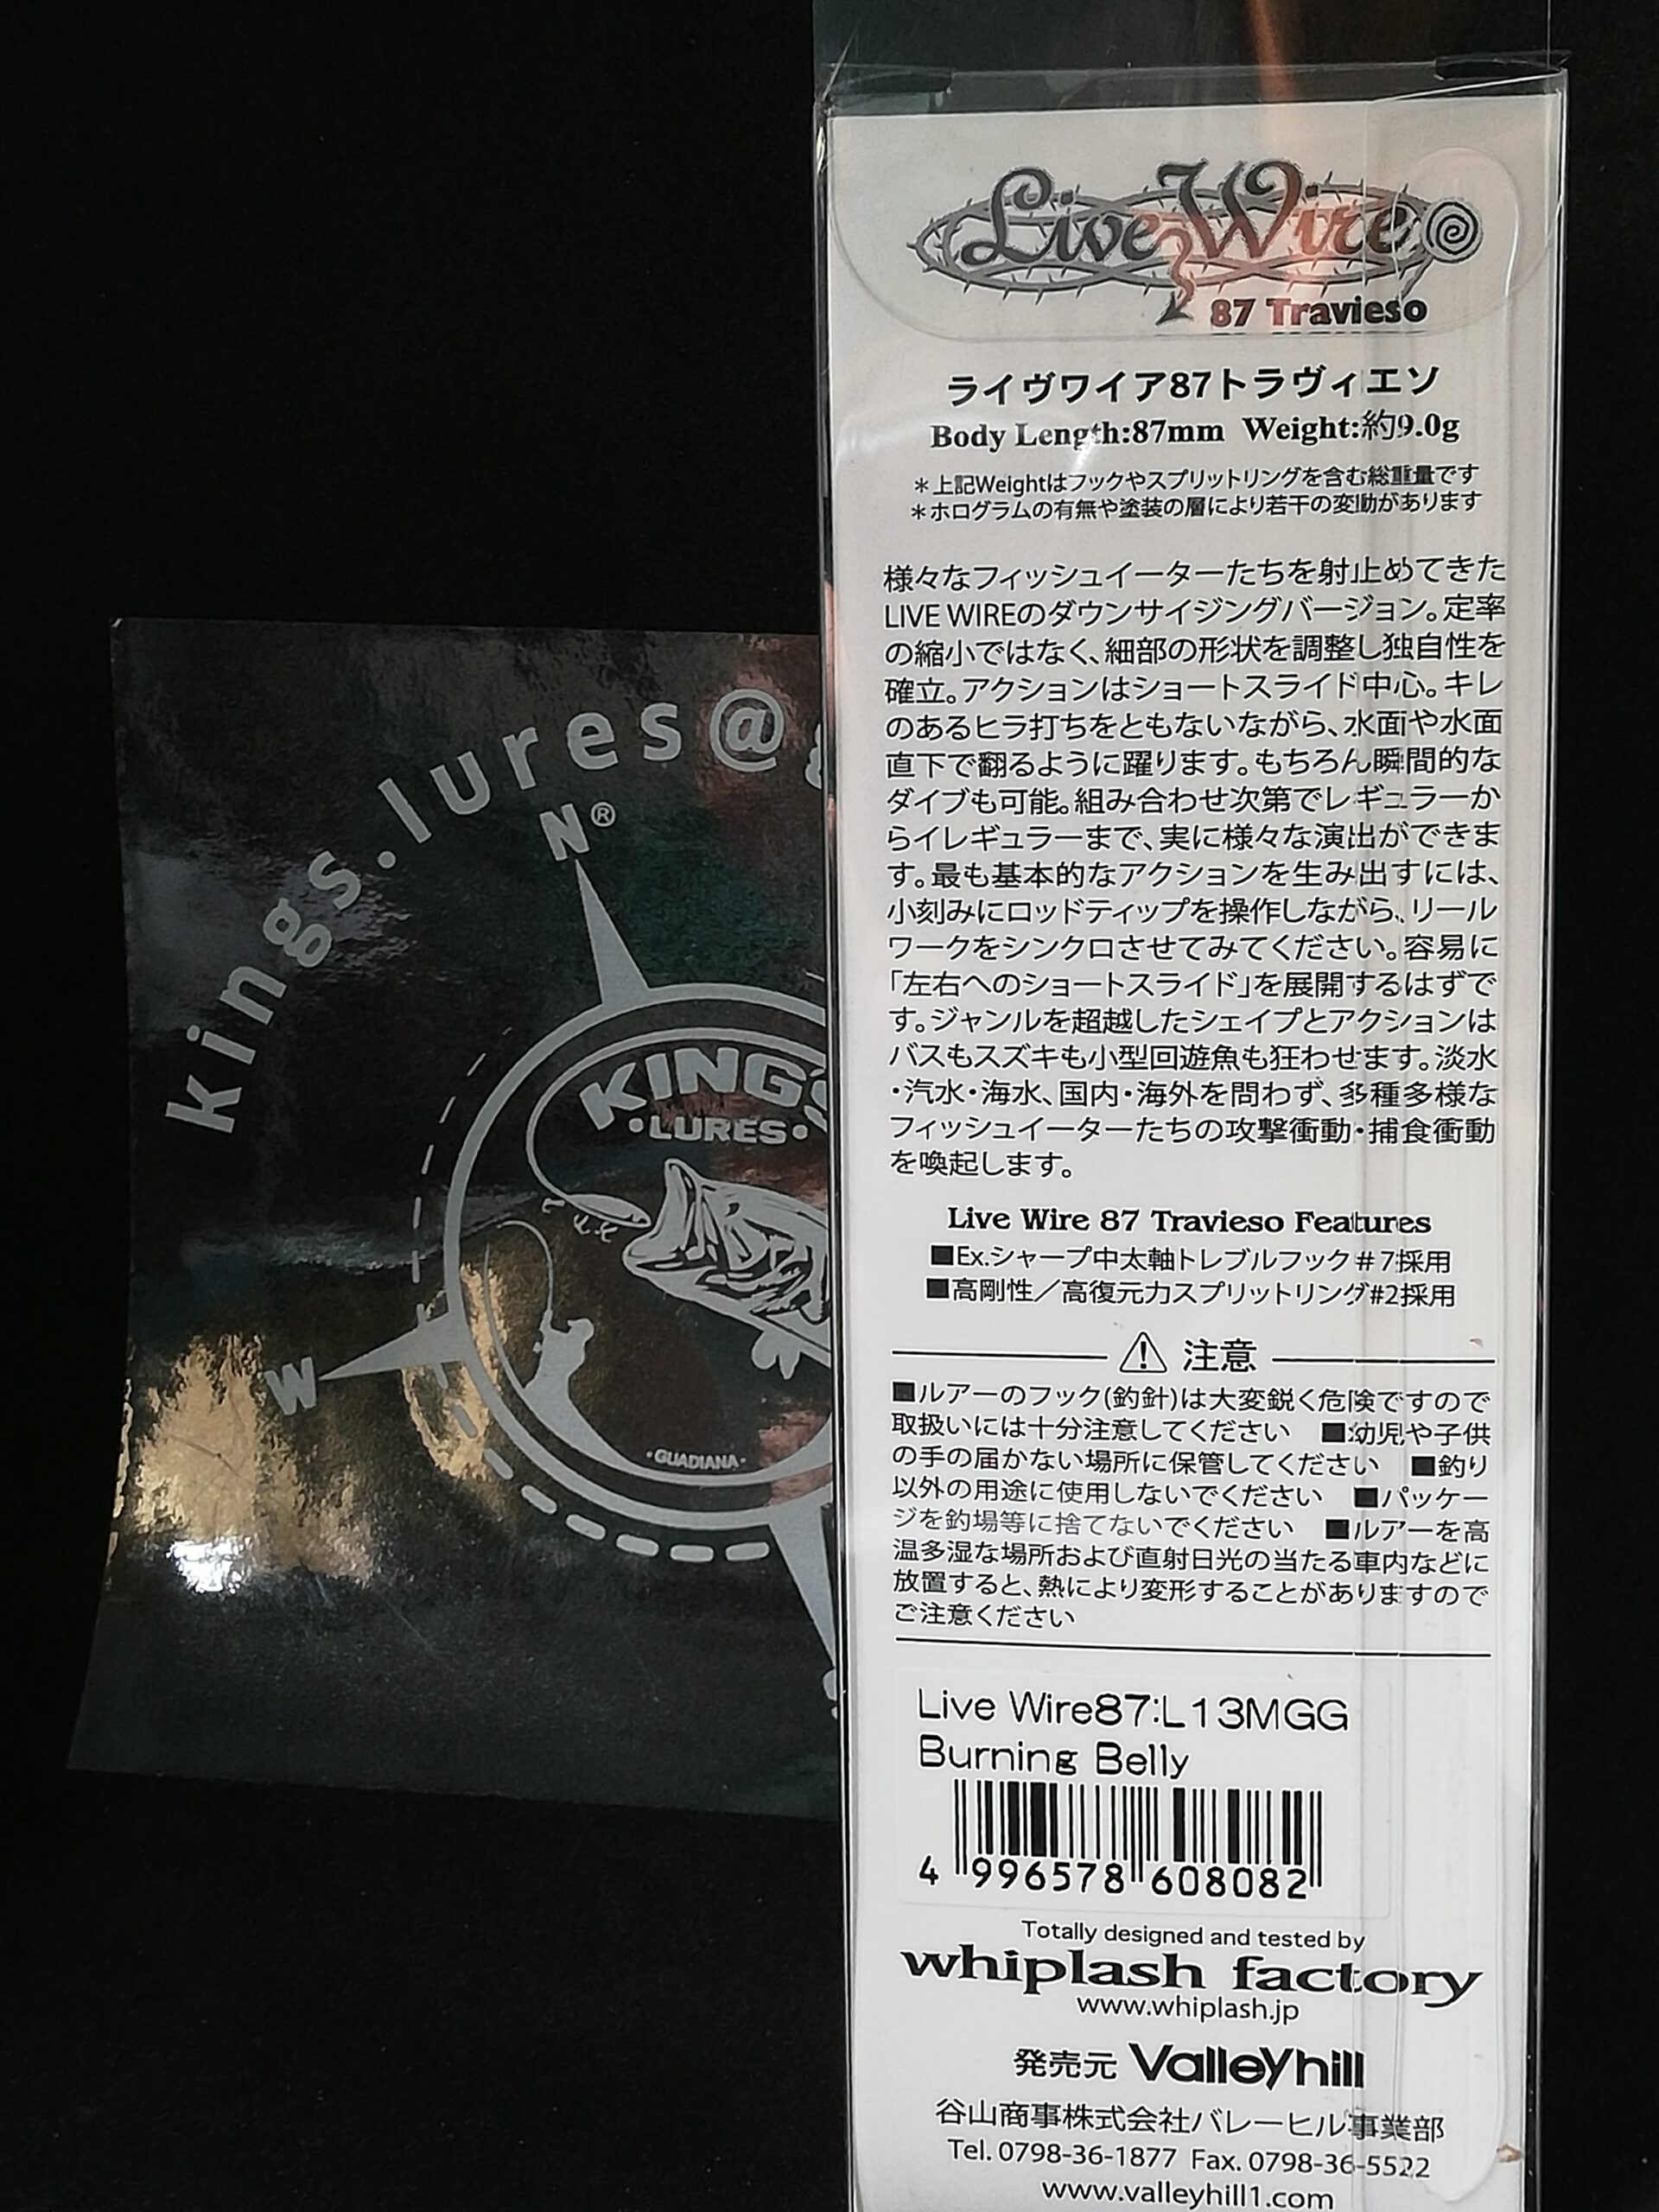 Live Wire
87 Travieso
ライヴワイア87トラヴィエソ
Body Length:87mm Weight:約9.0g
＊上記Weightはフックやスプリットリングを含む総重量です
＊ホログラムの有無や塗装の層により若干の変動があります
様々なフィッシュイーターたちを射止めてきた
LIVE WIREのダウンサイジングバージョン。定率
の縮小ではなく、細部の形状を調整し独自性を
確立。アクションはショートスライド中心。キレ
のあるヒラ打ちをともないながら、水面や水面
直下で翻るように躍ります。もちろん瞬間的な
ダイブも可能。組み合わせ次第でレギュラーか
らイレギュラーまで、実に様々な演出ができま
す。最も基本的なアクションを生み出すには、
小刻みにロッドティップを操作しながら、リール
ワークをシンクロさせてみてください。容易に
「左右へのショートスライド」を展開するはずで
す。ジャンルを超越したシェイプとアクションは
バスもスズキも小型回遊魚も狂わせます。淡水
・汽水・海水、国内・海外を問わず、多種多様な
フィッシュイーターたちの攻撃衝動・捕食衝動
を喚起します。
Live Wire 87 Travieso Features
■Ex.シャープ中太軸トレブルフック＃7採用
■高剛性／高復元力スプリットリング#2採用
注意
■ルアーのフック(釣針)は大変鋭く危険ですので
取扱いには十分注意してください ■幼児や子供
の手の届かない場所に保管してください ■釣り
以外の用途に使用しないでください ■パッケー
ジを釣場等に捨てないでください ■ルアーを高
温多湿な場所および直射日光の当たる車内などに
放置すると、熱により変形することがありますので
ご注意ください
Live Wire87:L13MGG
Burning Belly
4 996578 608082
Totally designed and tested by
whiplash factory
www.whiplash.jp
発売元 Valleyhill
谷山商事株式会社バレーヒル事業部
Tel. 0798-36-1877 Fax. 0798-36-5522
www.valleyhill1.com
kings.lures@
N®
KING'S
•LURES•
W
•GUADIANA•